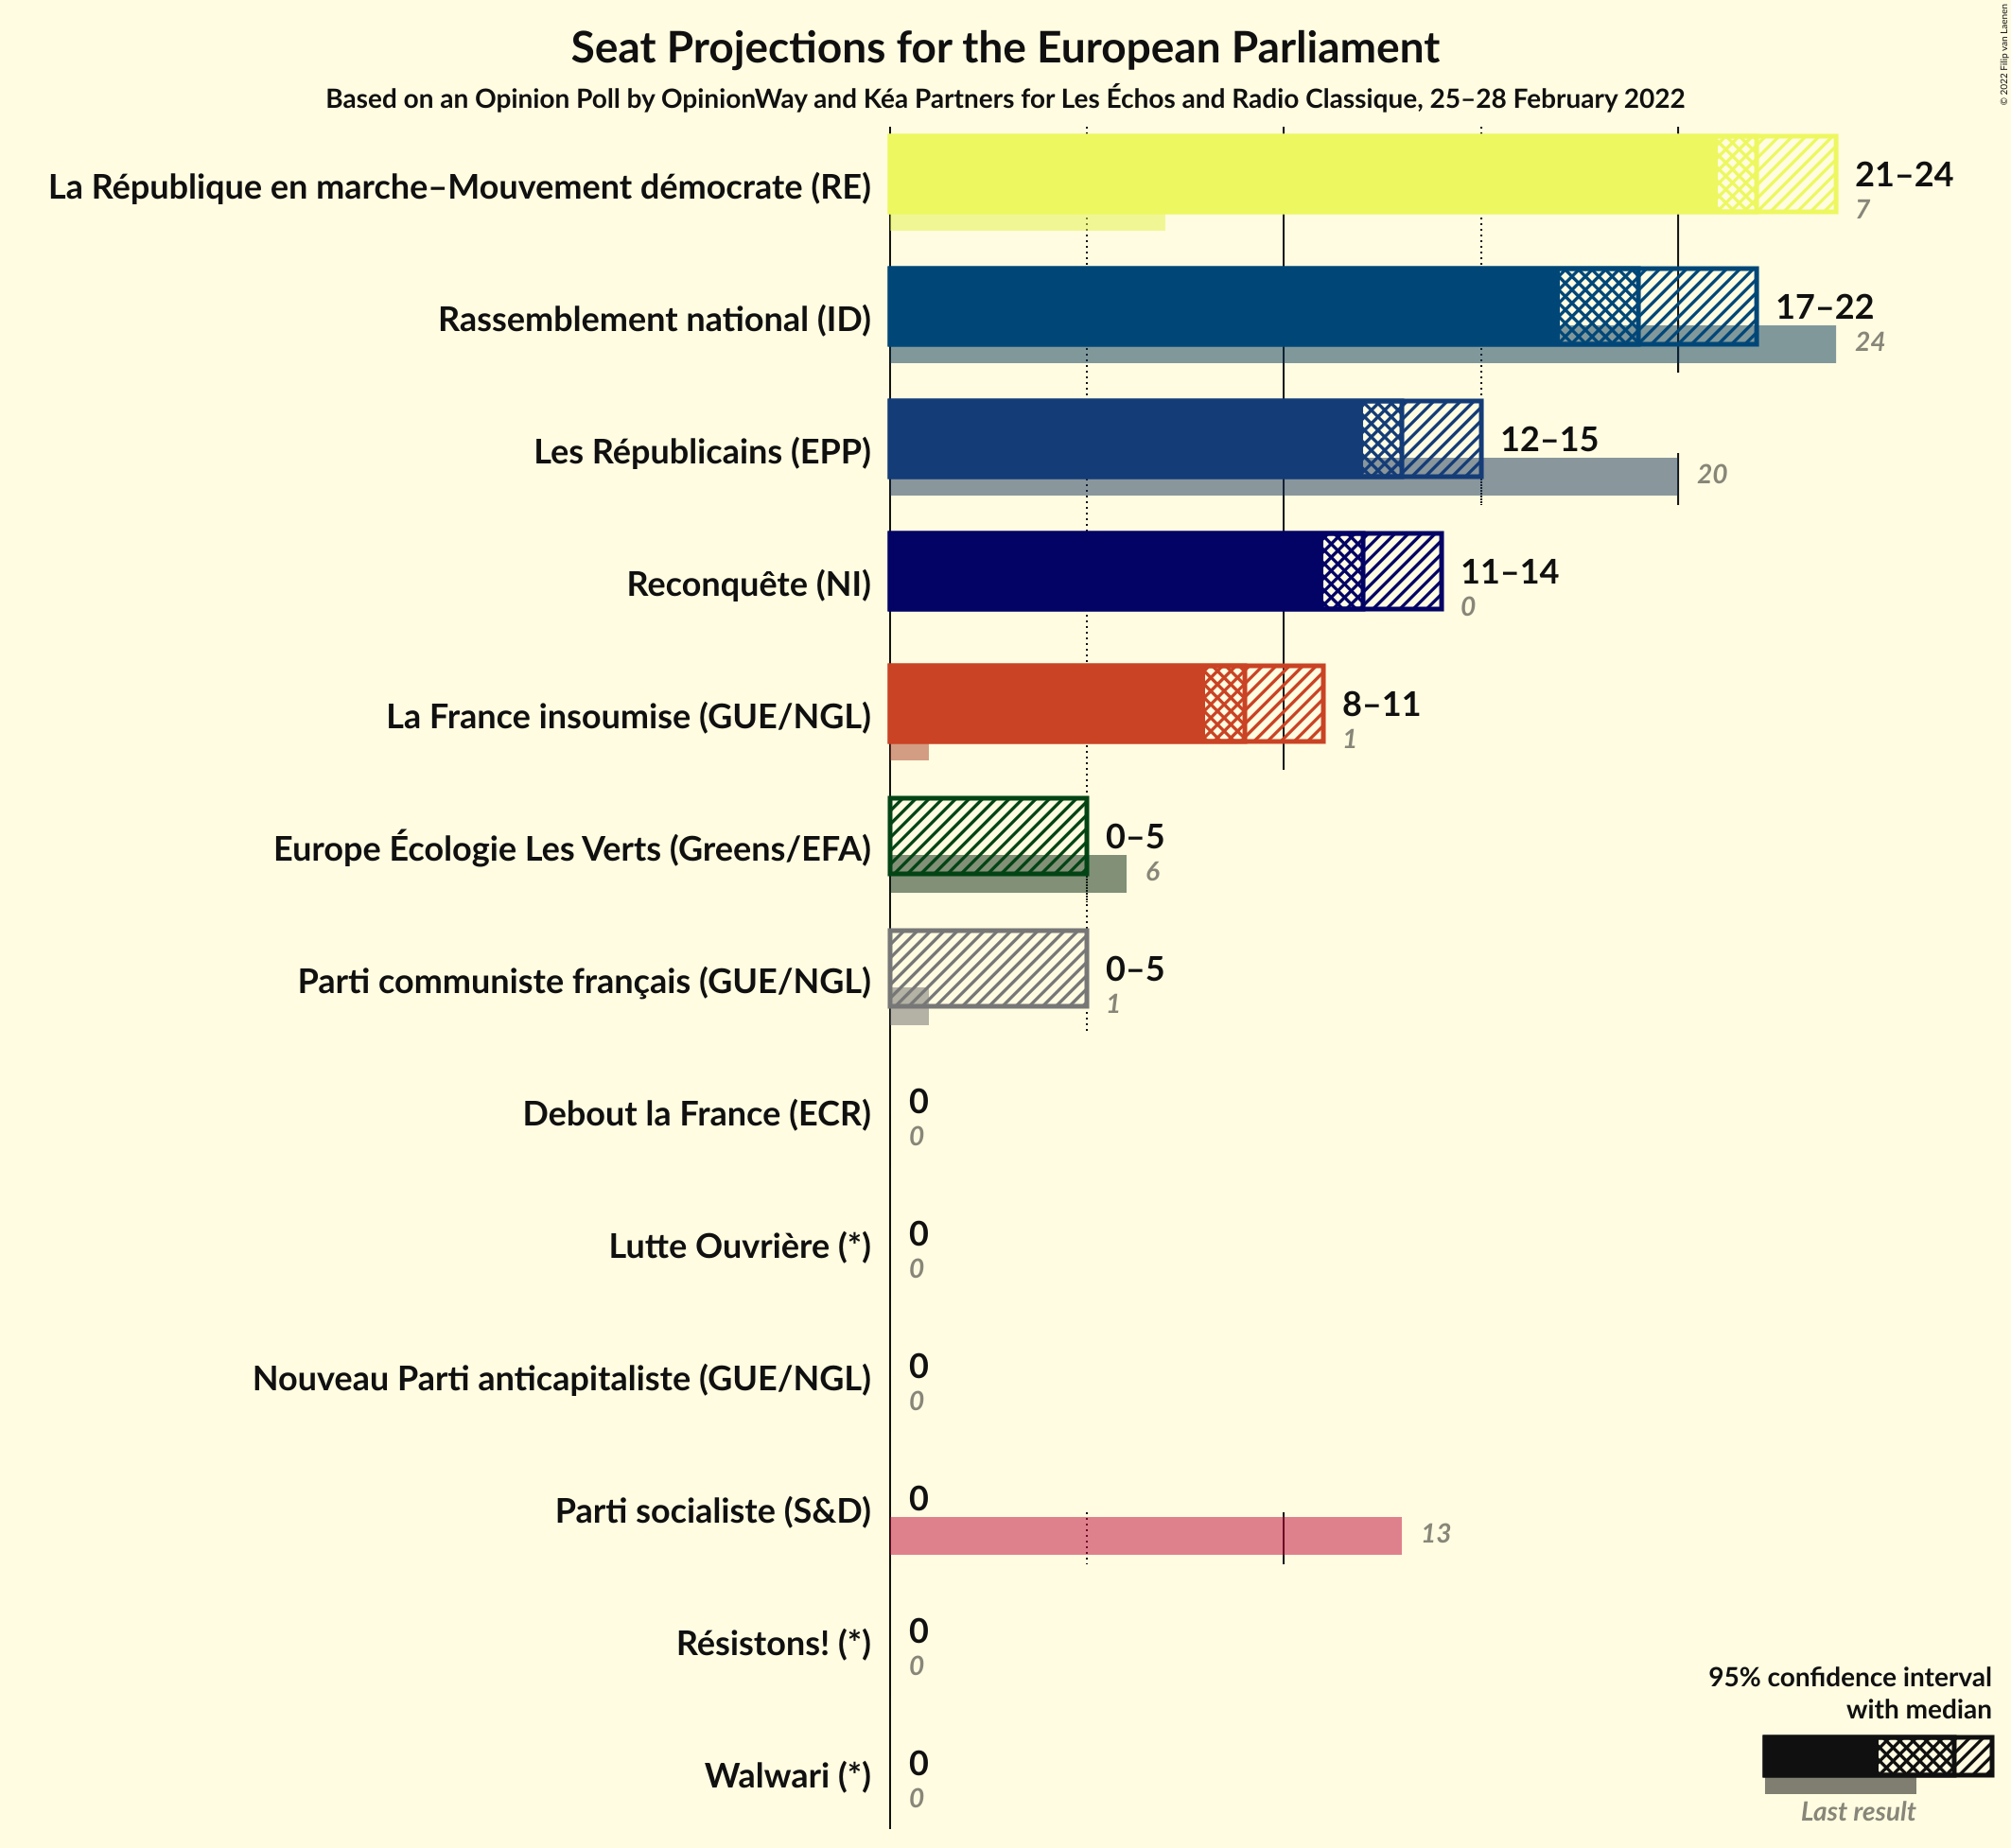 Seat Projections for the European Parliament
Based on an Opinion Poll by OpinionWay and Kéa Partners for Les Échos and Radio Classique, 25–28 February 2022
© 2022 Filip van Laenen
La République en marche–Mouvement démocrate (RE)
21–24
7
Rassemblement national (ID)
17–22
24
Les Républicains (EPP)
12–15
20
Reconquête (NI)
11–14
0
La France insoumise (GUE/NGL)
8–11
1
Europe Écologie Les Verts (Greens/EFA)
0–5
6
Parti communiste français (GUE/NGL)
0–5
1
Debout la France (ECR)
0
0
Lutte Ouvrière (*)
0
0
Nouveau Parti anticapitaliste (GUE/NGL)
0
0
Parti socialiste (S&D)
0
13
Résistons! (*)
0
0
Walwari (*)
0
0
95% confidence interval
with median
Last result